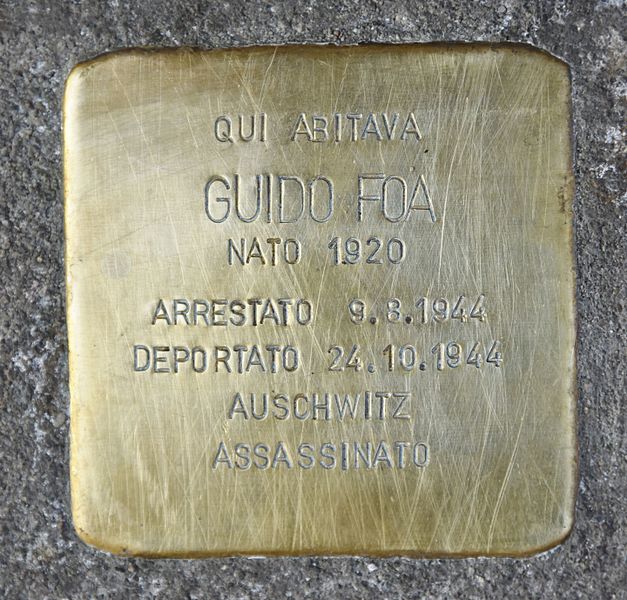 QUI ABITAVA
GUIDO FOA
NATO 1920
ARRESTATO 9.8.1944
DEPORTATO 24.10.1944
AUSCHWITZ
ASSASSINATO